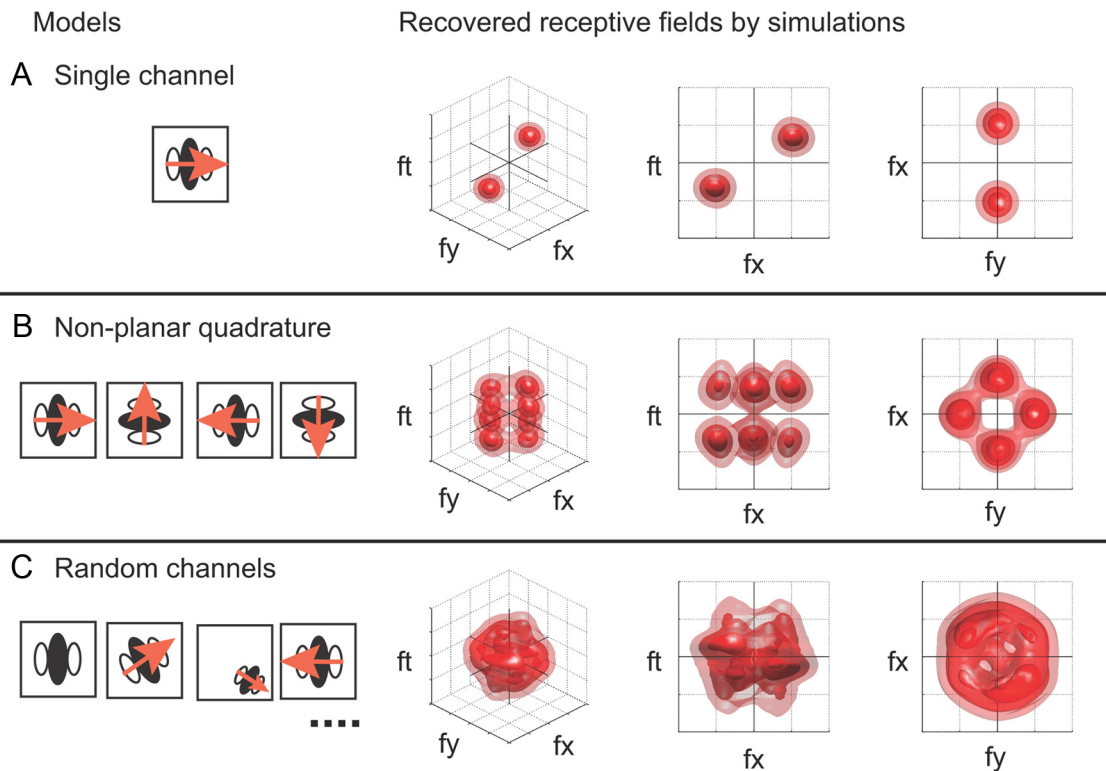 Models
Recovered receptive fields by simulations
A Single channel
ft
fy
fx
ft
fx
fx
fy
B Non-planar quadrature
ft
fy
fx
ft
fx
fx
fy
C Random channels
ft
fy
fx
ft
fx
fx
fy